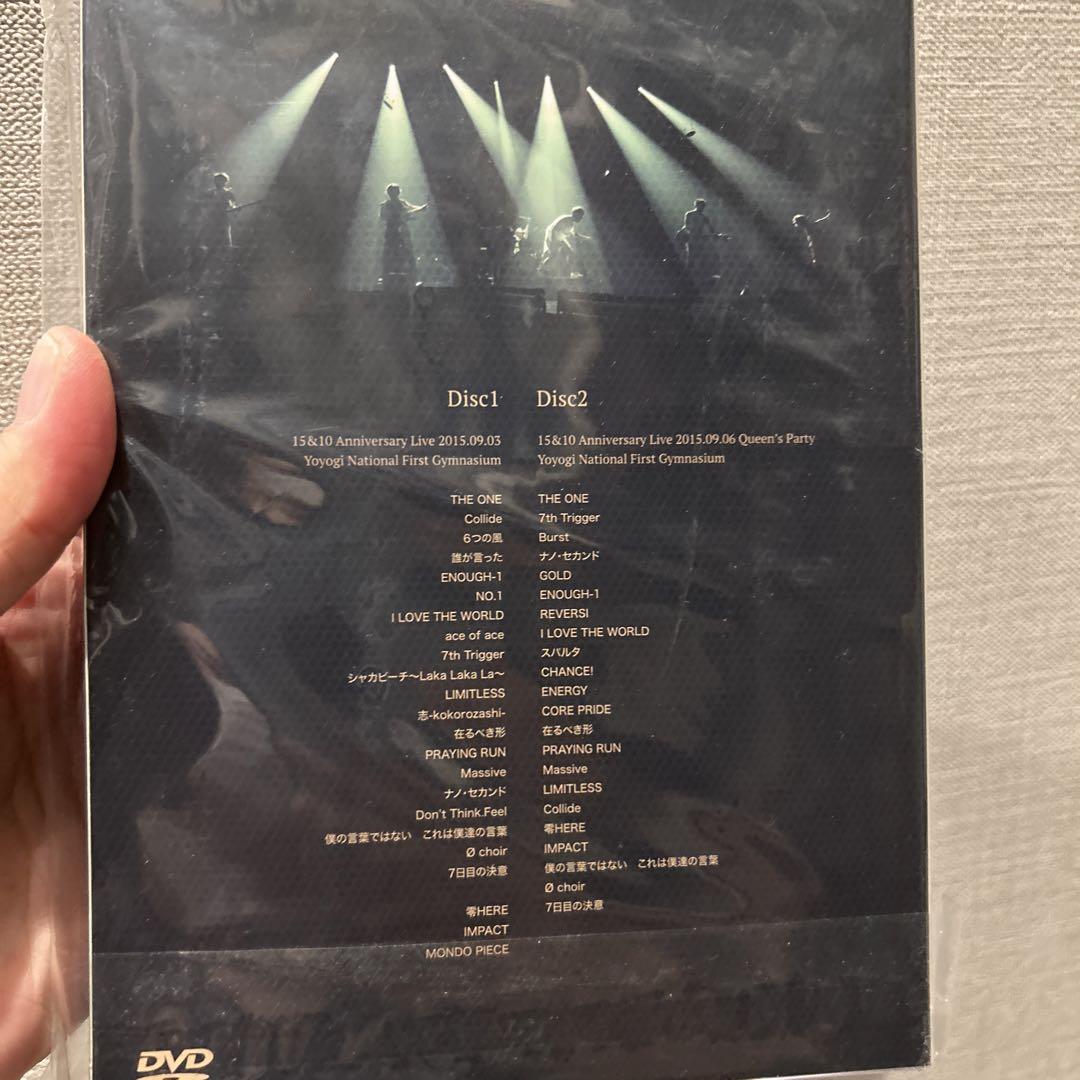 Disc1
15&10 Anniversary Live 2015.09.03
Yoyogi National First Gymnasium
THE ONE
Collide
6つの風
誰が言った
ENOUGH-1
NO.1
I LOVE THE WORLD
ace of ace
7th Trigger
シャカビーチ〜Laka Laka La〜
LIMITLESS
志-kokorozashi-
在るべき形
PRAYING RUN
Massive
ナノ・セカンド
Don't Think.Feel
僕の言葉ではない これは僕達の言葉
Ø choir
7日目の決意
零HERE
IMPACT
MONDO PIECE
Disc2
15&10 Anniversary Live 2015.09.06 Queen's Party
Yoyogi National First Gymnasium
THE ONE
7th Trigger
Burst
ナノ・セカンド
GOLD
ENOUGH-1
REVERSI
I LOVE THE WORLD
スパルタ
CHANCE!
ENERGY
CORE PRIDE
在るべき形
PRAYING RUN
Massive
LIMITLESS
Collide
零HERE
IMPACT
僕の言葉ではない これは僕達の言葉
Ø choir
7日目の決意
DVD